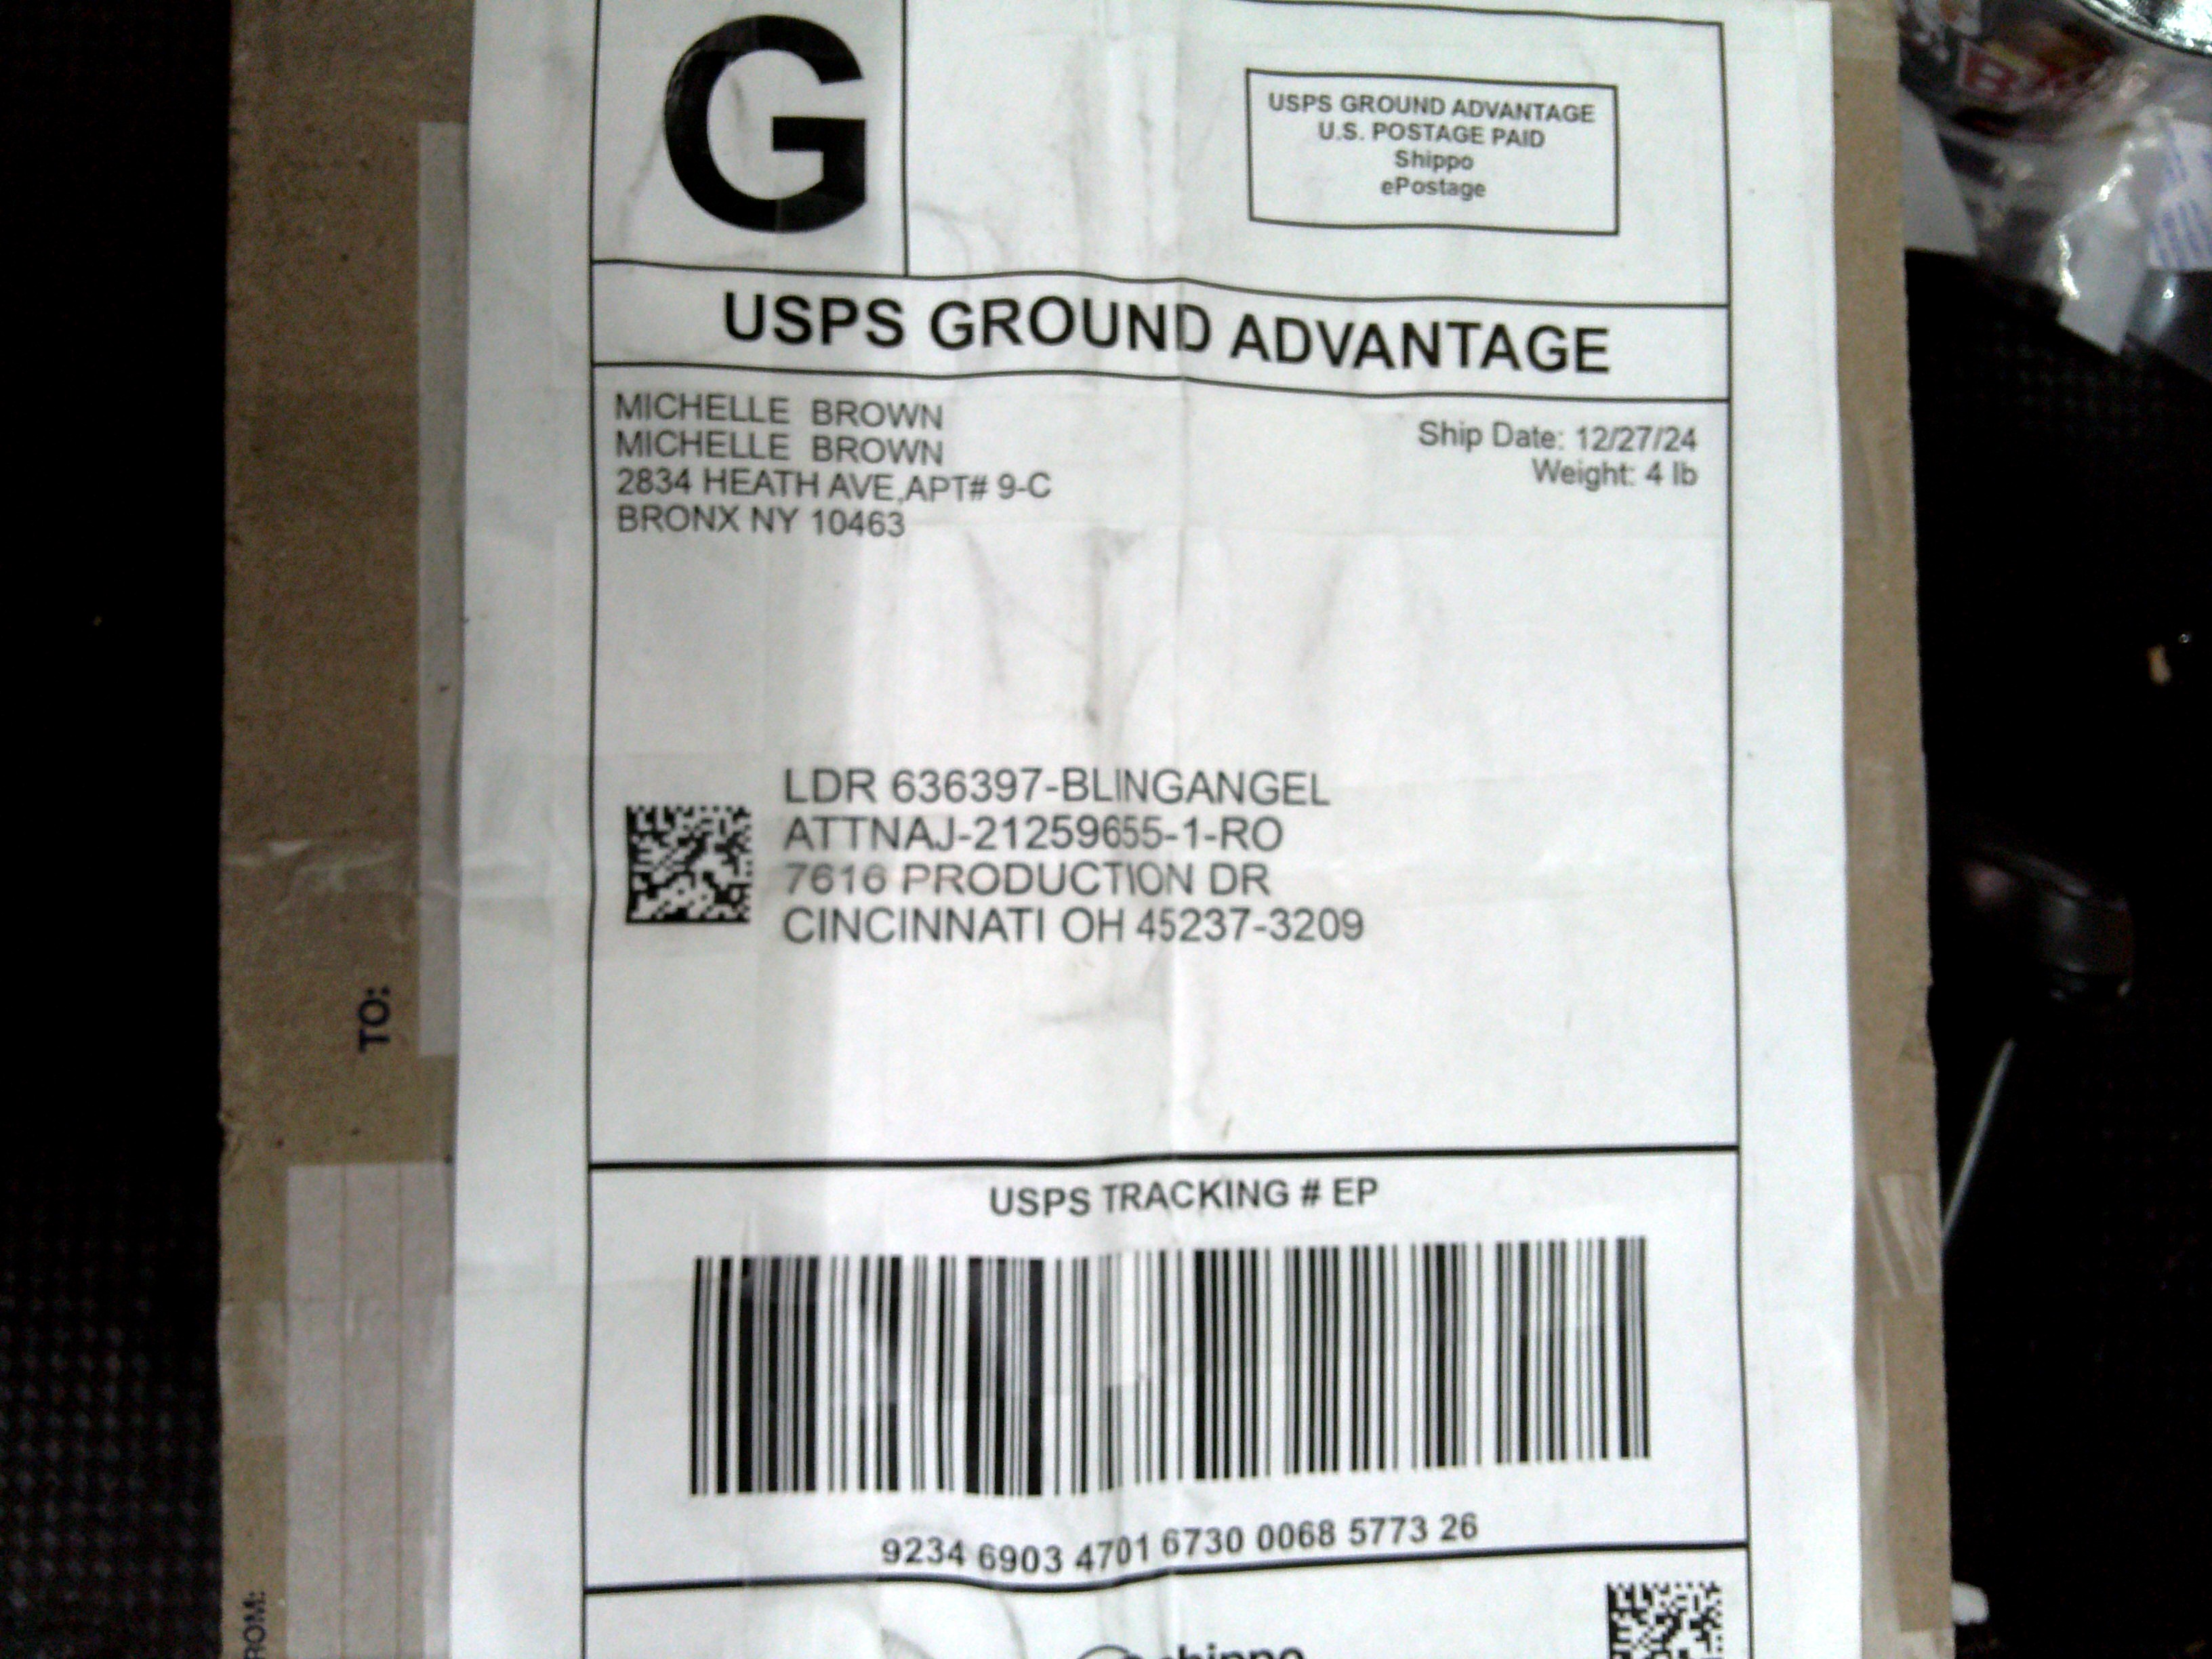 G
USPS GROUND ADVANTAGE
U.S. POSTAGE PAID
Shippo
ePostage
USPS GROUND ADVANTAGE
MICHELLE BROWN
MICHELLE BROWN
2834 HEATH AVE,APT# 9-C
BRONX NY 10463
Ship Date: 12/27/24
Weight: 4 lb
LDR 636397-BLINGANGEL
ATTNAJ-21259655-1-RO
7616 PRODUCTION DR
CINCINNATI OH 45237-3209
TO:
USPS TRACKING # EP
9234 6903 4701 6730 0068 5773 26
ROM:
shippo